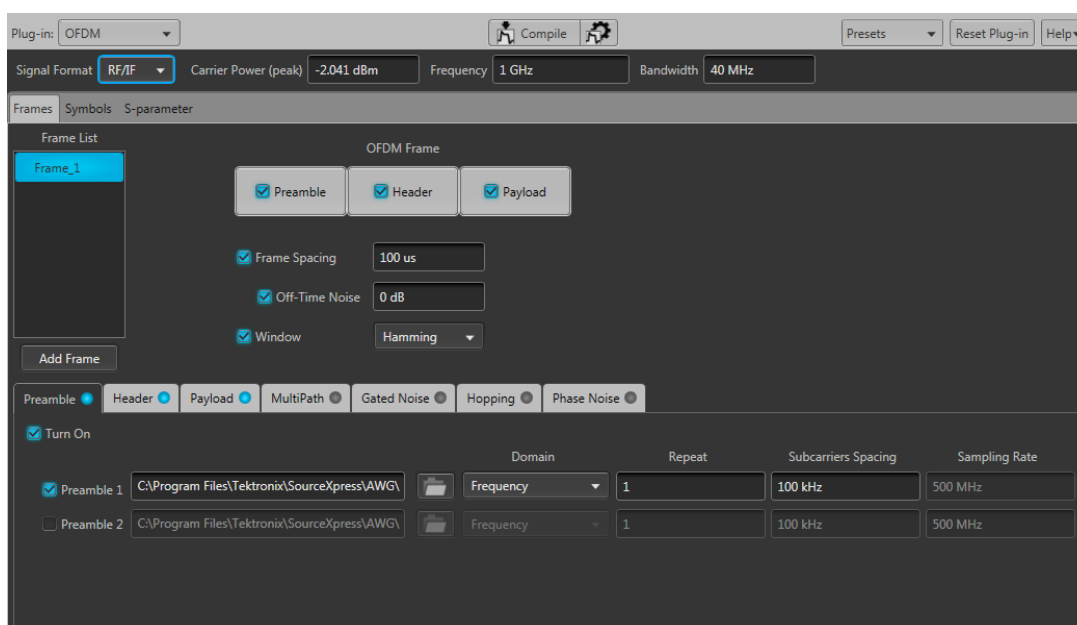 Plug-in: OFDM Compile Presets Reset Plug-in Help
Signal Format RF/IF Carrier Power (peak) -2.041 dBm Frequency 1 GHz Bandwidth 40 MHz
Frames Symbols S-parameter
Frame List
Frame_1
OFDM Frame
Preamble Header Payload
Frame Spacing 100 us
Off-Time Noise 0 dB
Window Hamming
Add Frame
Preamble Header Payload MultiPath Gated Noise Hopping Phase Noise
Turn On
Domain Repeat Subcarriers Spacing Sampling Rate
Preamble 1 C:\Program Files\Tektronix\SourceXpress\AWG\ Frequency 1 100 kHz 500 MHz
Preamble 2 C:\Program Files\Tektronix\SourceXpress\AWG\ Frequency 1 100 kHz 500 MHz